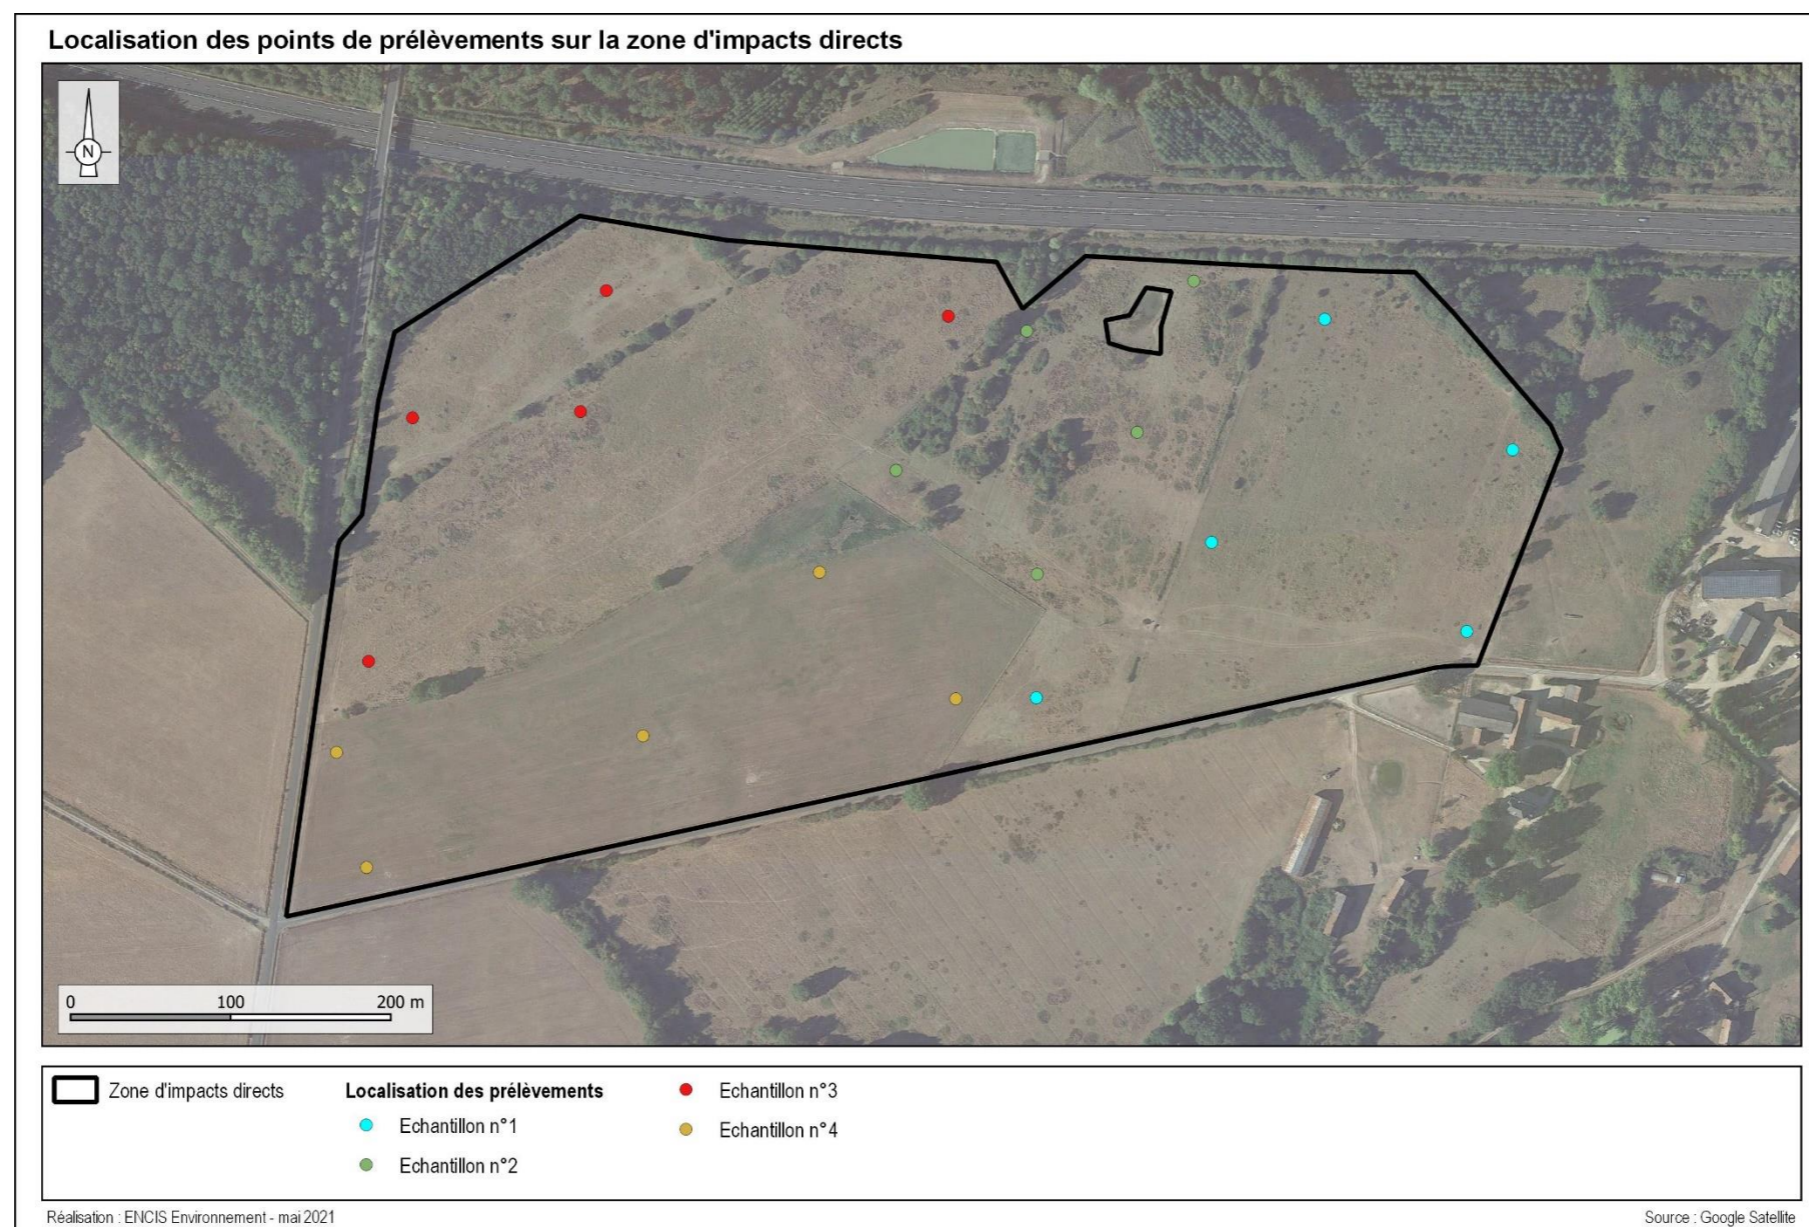 Localisation des points de prélèvements sur la zone d'impacts directs
N
0 100 200 m
Zone d'impacts directs
Localisation des prélèvements
Echantillon n°1
Echantillon n°2
Echantillon n°3
Echantillon n°4
Réalisation : ENCIS Environnement - mai 2021
Source : Google Satellite